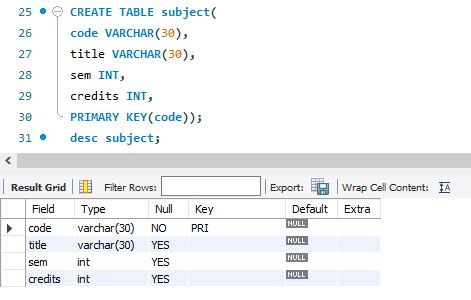 25 CREATE TABLE subject(
26 code VARCHAR(30),
27 title VARCHAR(30),
28 sem INT,
29 credits INT,
30 PRIMARY KEY(code));
31 desc subject;
Result Grid Filter Rows: Export: Wrap Cell Content: IA
Field Type Null Key Default Extra
code varchar(30) NO PRI NULL
title varchar(30) YES NULL
sem int YES NULL
credits int YES NULL